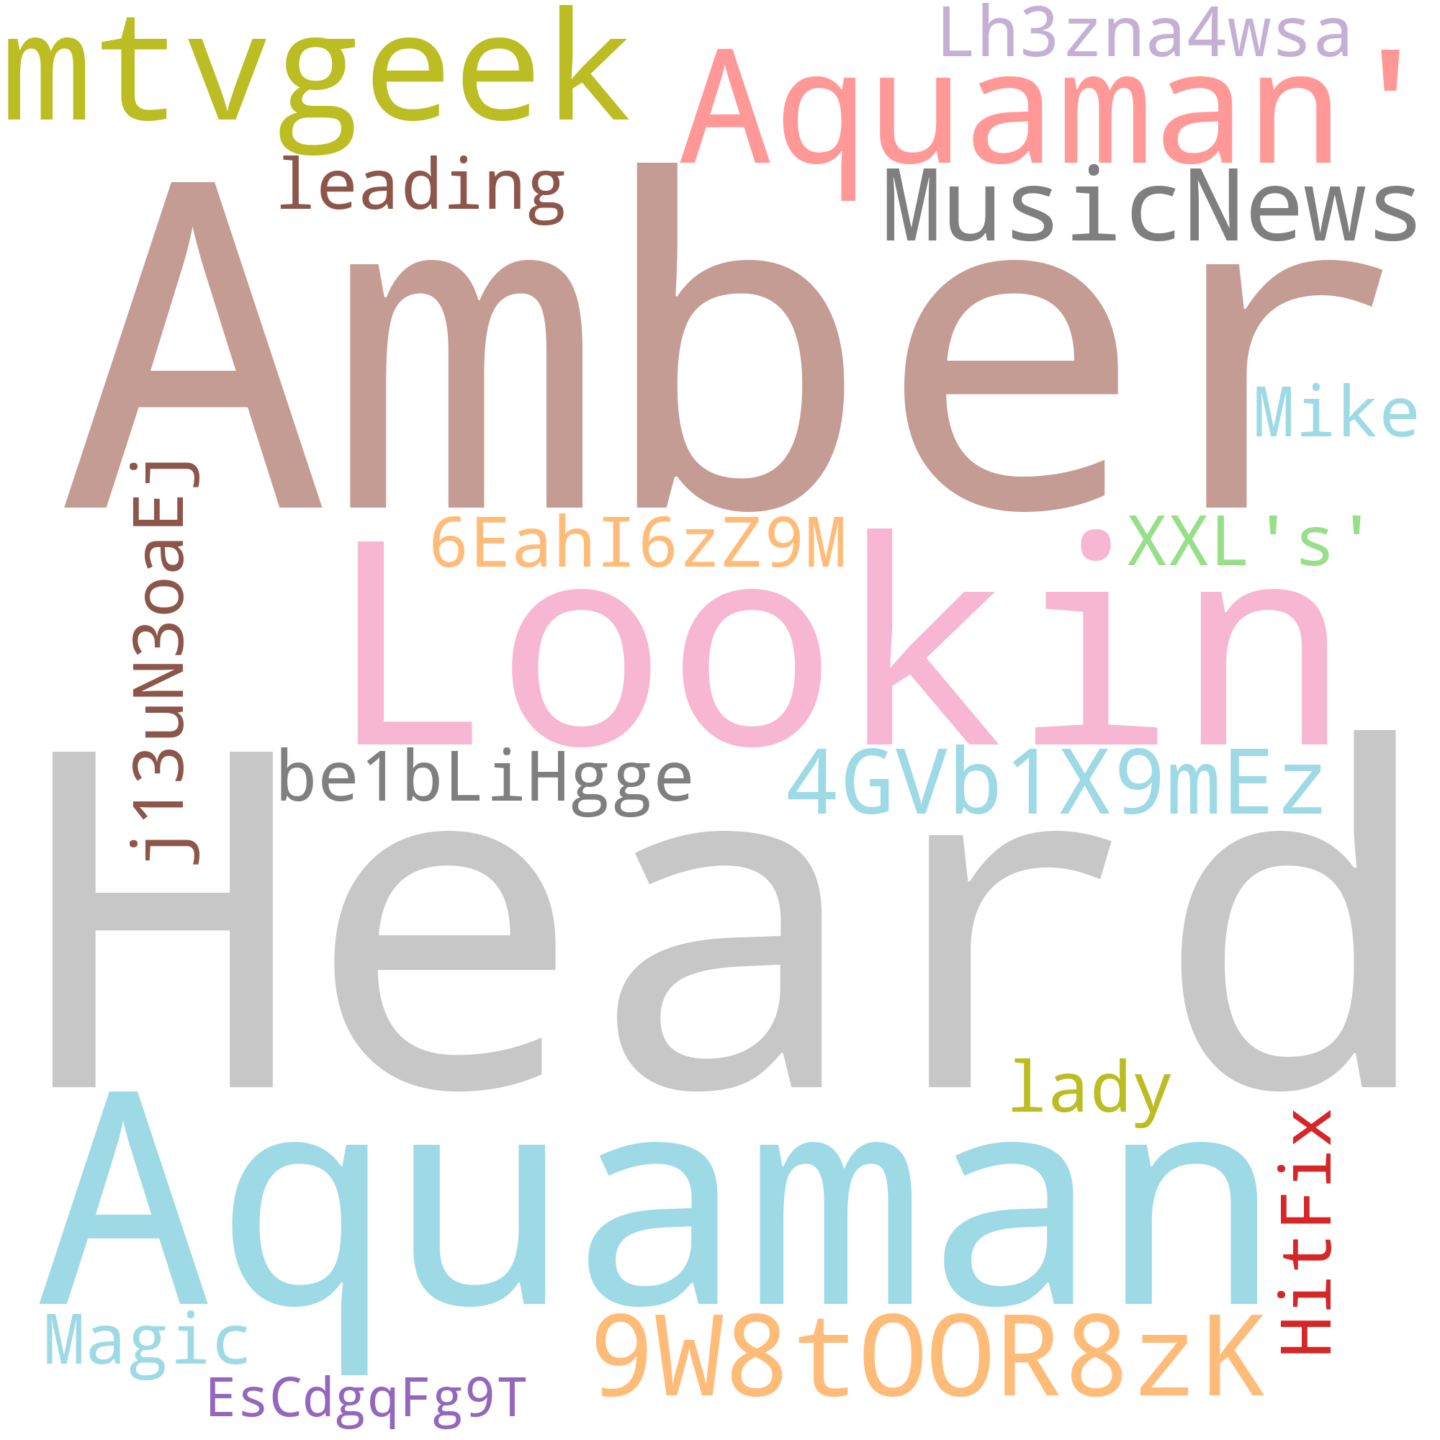 mtvgeek
Lh3zna4wsa
Aquaman'
leading
MusicNews
Amber
Mike
j13uN3oaEj
6EahI6zZ9M
XXL's'
Lookin
be1bLiHgge
4GVb1X9mEz
Heard
lady
Aquaman
HitFix
Magic
9W8tOOR8zK
EsCdgqFg9T